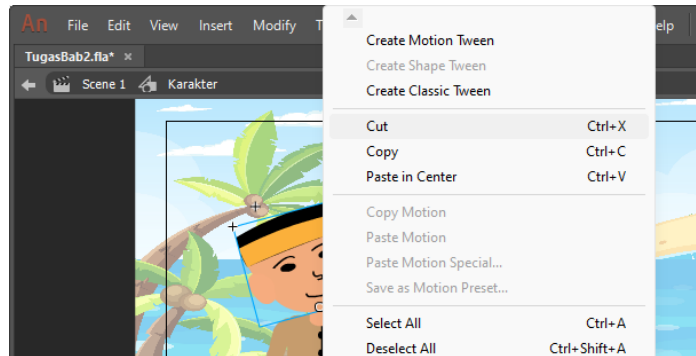 An File Edit View Insert Modify
TugasBab2.fla* ×
Scene 1 Karakter
Create Motion Tween
Create Shape Tween
Create Classic Tween
Cut Ctrl+X
Copy Ctrl+C
Paste in Center Ctrl+V
Copy Motion
Paste Motion
Paste Motion Special...
Save as Motion Preset...
Select All Ctrl+A
Deselect All Ctrl+Shift+A